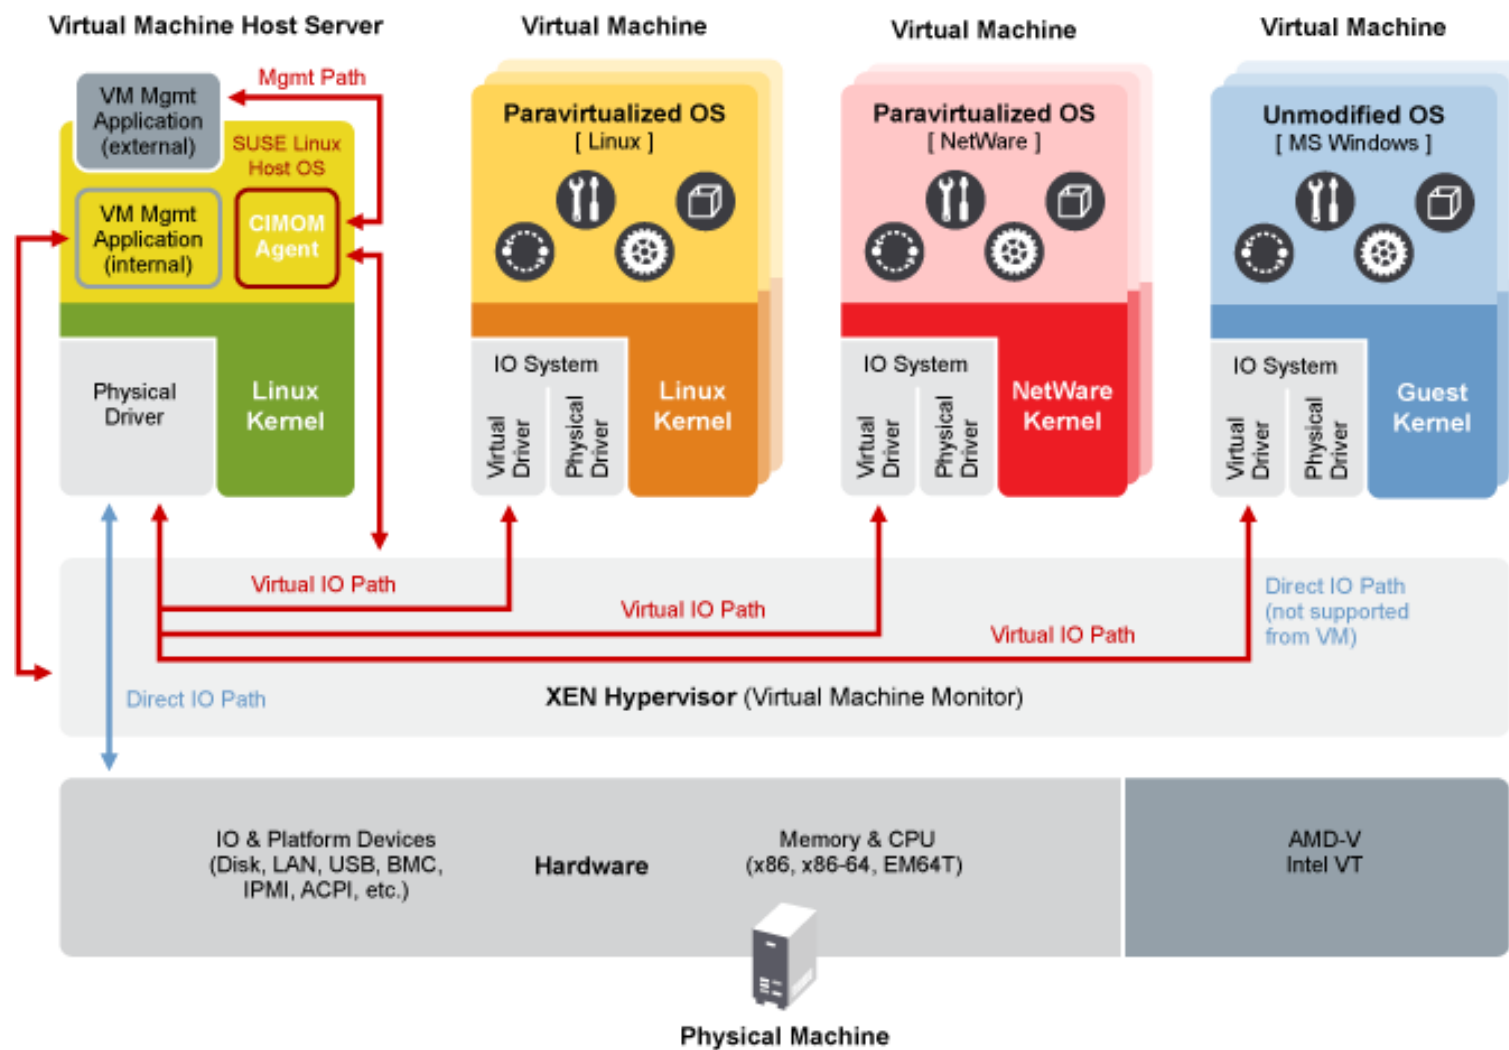 Virtual Machine Host Server
Virtual Machine
Virtual Machine
Virtual Machine
Mgmt Path
VM Mgmt
Application
(external)
SUSE Linux
Host OS
VM Mgmt
Application
(internal)
CIMOM
Agent
Physical
Driver
Linux
Kernel
Paravirtualized OS
[ Linux ]
IO System
Virtual
Driver
Physical
Driver
Linux
Kernel
Paravirtualized OS
[ NetWare ]
IO System
Virtual
Driver
Physical
Driver
NetWare
Kernel
Unmodified OS
[ MS Windows ]
IO System
Virtual
Driver
Physical
Driver
Guest
Kernel
Virtual IO Path
Virtual IO Path
Virtual IO Path
Direct IO Path
(not supported
from VM)
Direct IO Path
XEN Hypervisor (Virtual Machine Monitor)
IO & Platform Devices
(Disk, LAN, USB, BMC,
IPMI, ACPI, etc.)
Hardware
Memory & CPU
(x86, x86-64, EM64T)
AMD-V
Intel VT
Physical Machine